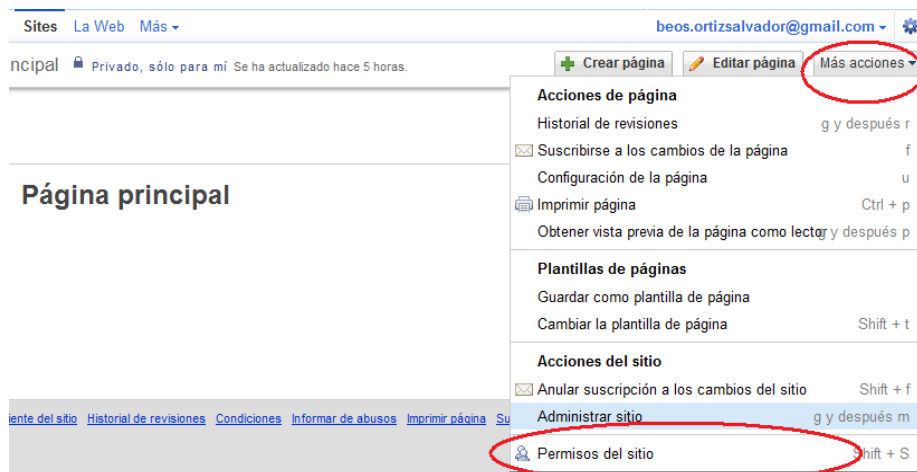 Sites La Web Más
beos.ortizsalvador@gmail.com
ncipal Privado, sólo para mí Se ha actualizado hace 5 horas.
Crear página Editar página Más acciones
Acciones de página
Historial de revisiones g y después r
Suscribirse a los cambios de la página f
Configuración de la página u
Imprimir página Ctrl + p
Obtener vista previa de la página como lector g y después p
Página principal
Plantillas de páginas
Guardar como plantilla de página
Cambiar la plantilla de página Shift + t
Acciones del sitio
Anular suscripción a los cambios del sitio Shift + f
Administrar sitio g y después m
Permisos del sitio Shift + S
iente del sitio Historial de revisiones Condiciones Informar de abusos Imprimir página Su